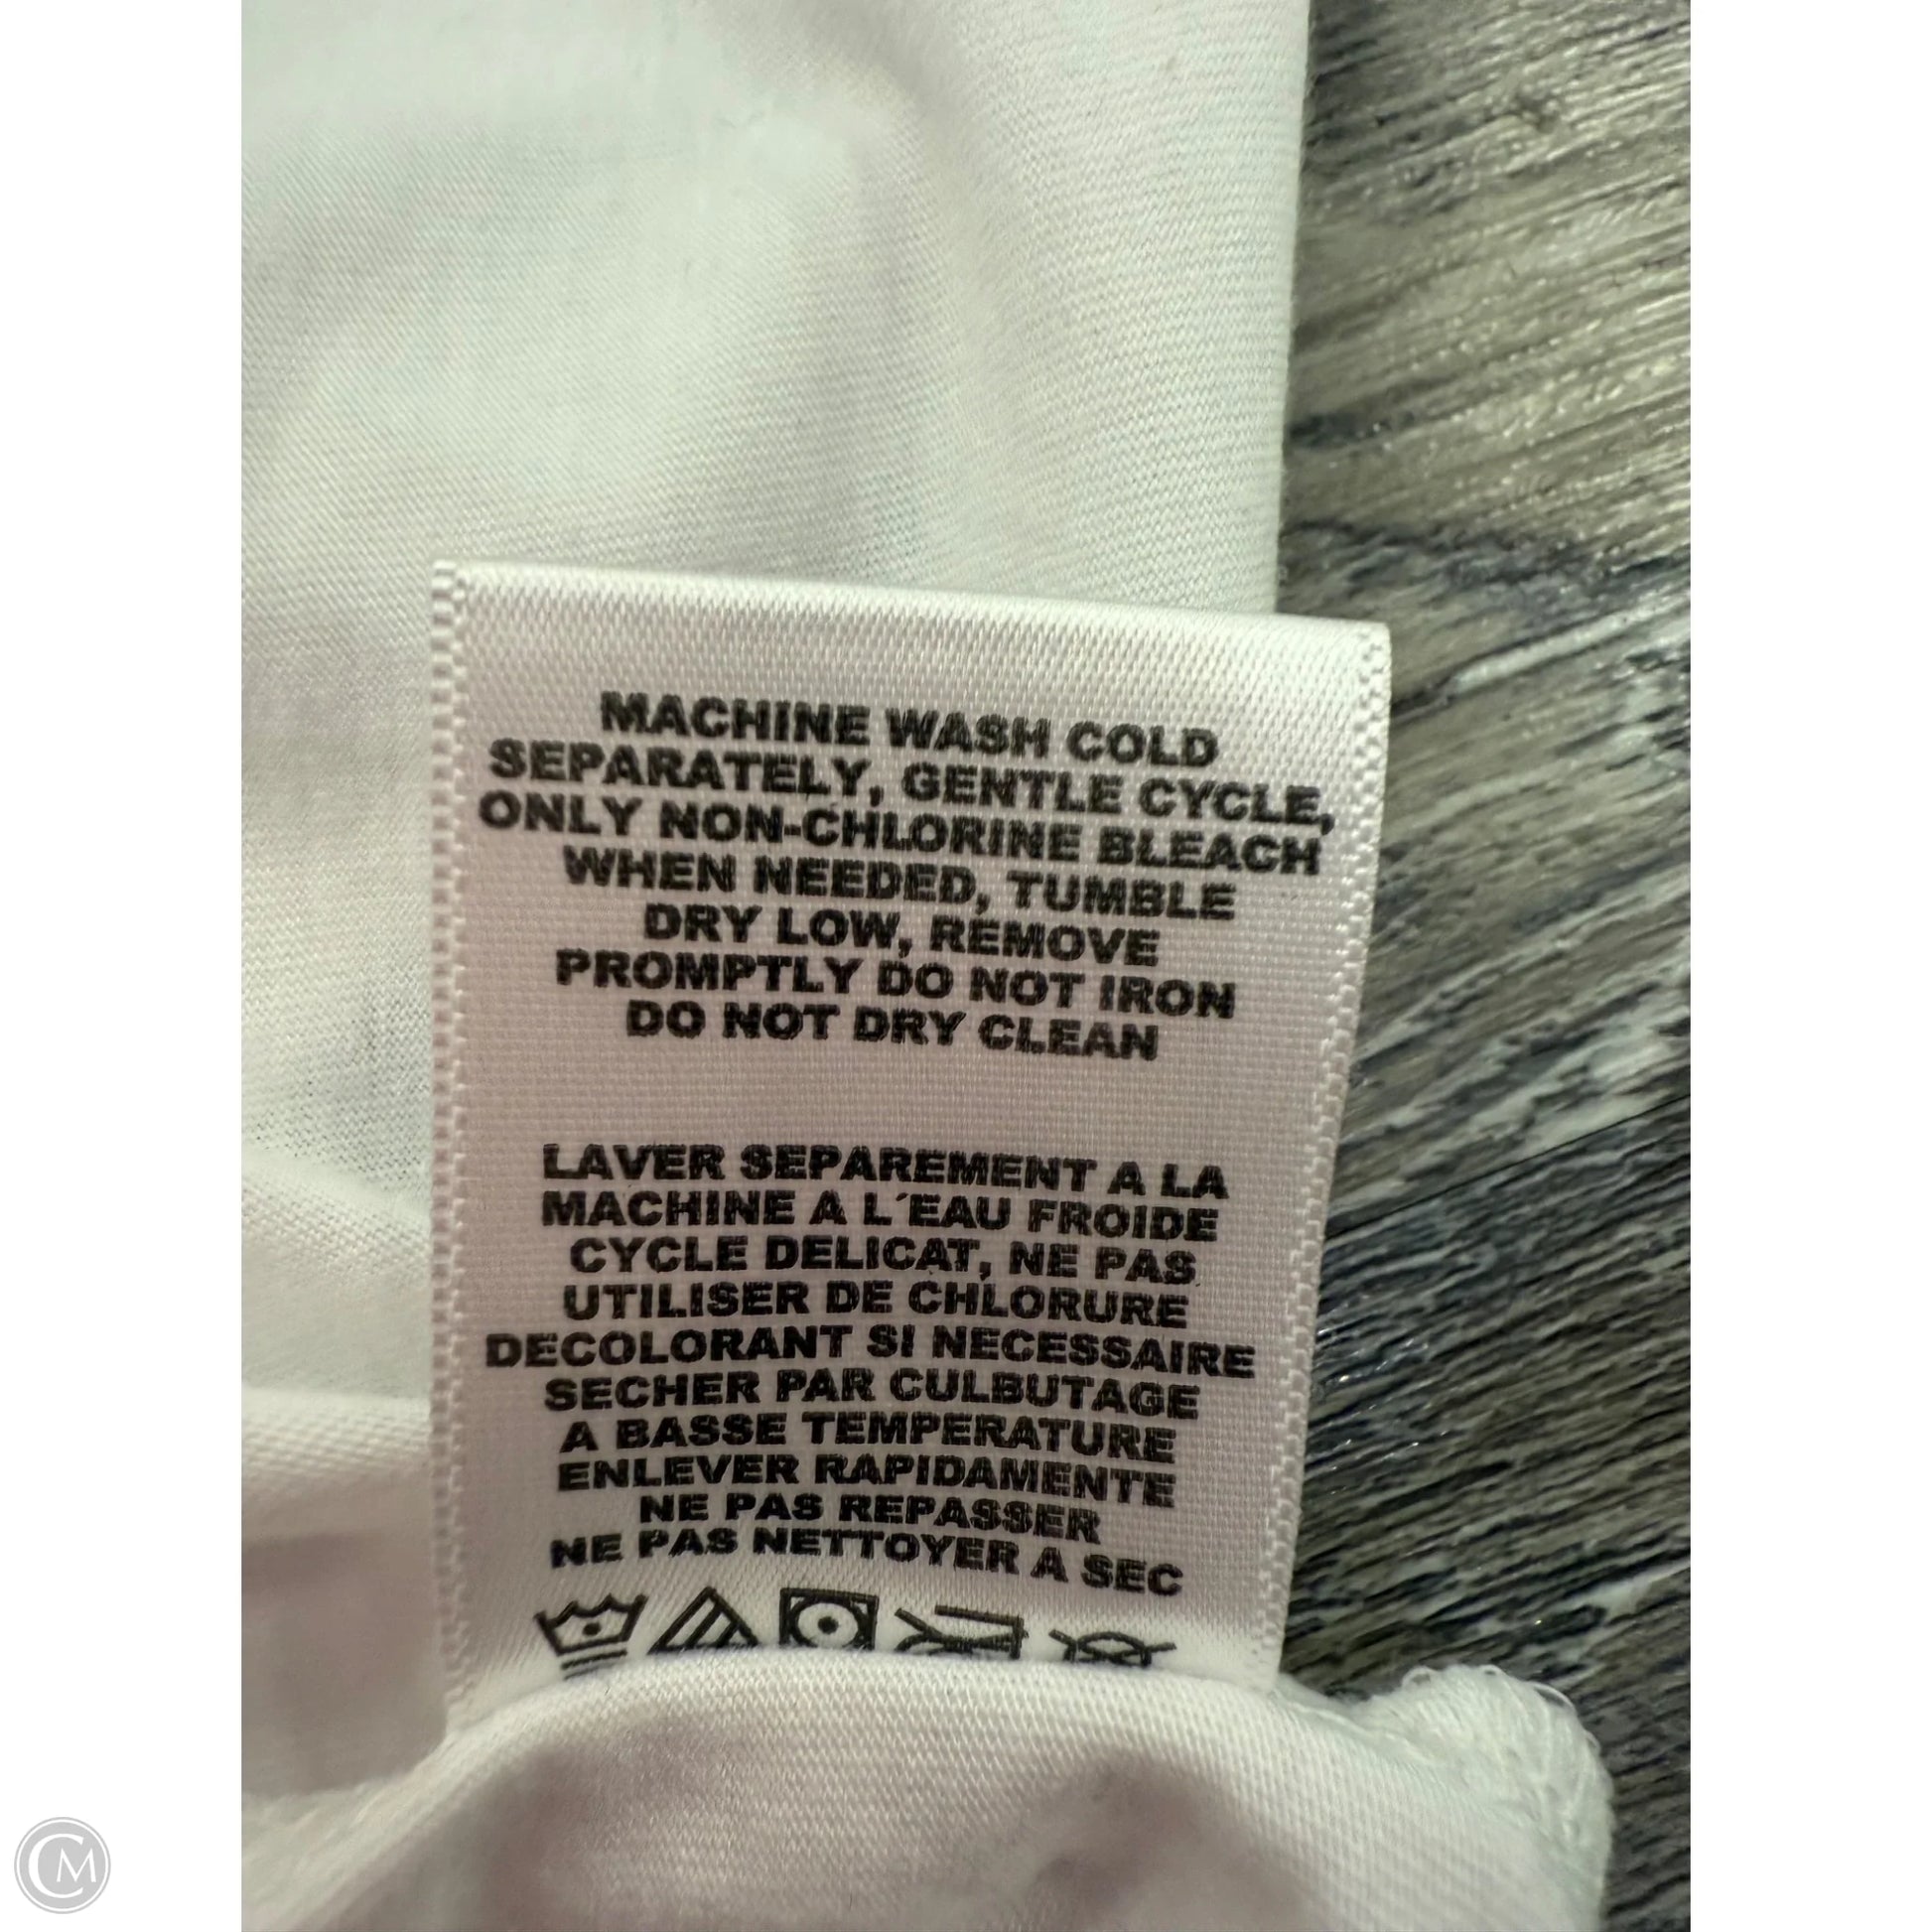 MACHINE WASH COLD
SEPARATELY, GENTLE CYCLE,
ONLY NON-CHLORINE BLEACH
WHEN NEEDED, TUMBLE
DRY LOW, REMOVE
PROMPTLY DO NOT IRON
DO NOT DRY CLEAN
LAVER SEPAREMENT A LA
MACHINE A L´EAU FROIDE
CYCLE DELICAT, NE PAS
UTILISER DE CHLORURE
DECOLORANT SI NECESSAIRE
SECHER PAR CULBUTAGE
A BASSE TEMPERATURE
ENLEVER RAPIDAMENTE
NE PAS REPASSER
NE PAS NETTOYER A SEC
CM